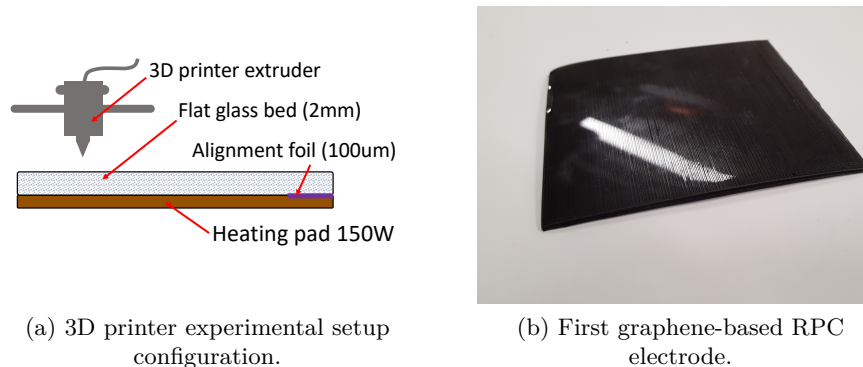 3D printer extruder
Flat glass bed (2mm)
Alignment foil (100um)
Heating pad 150W
(a) 3D printer experimental setup
configuration.
(b) First graphene-based RPC
electrode.